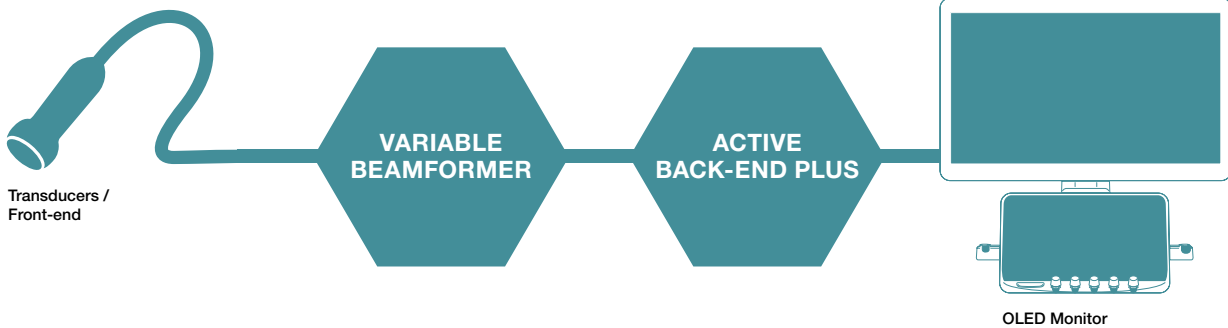 VARIABLE
BEAMFORMER
ACTIVE
BACK-END PLUS
Transducers /
Front-end
OLED Monitor